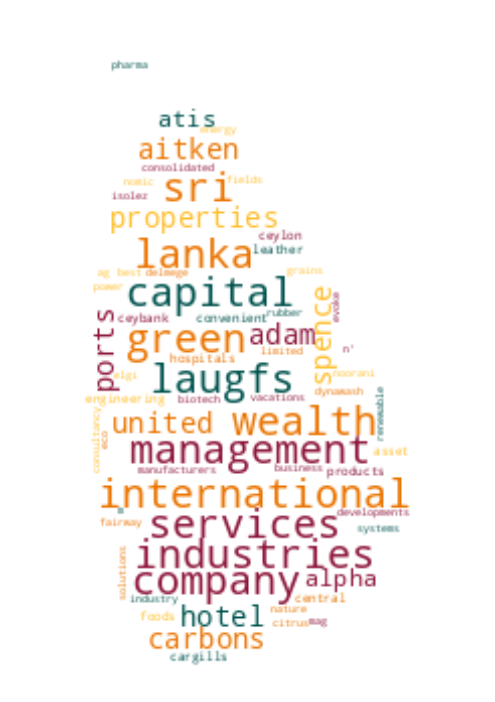 pharma
atis
energy
aitken
consolidated
nomic
sri
fields
isolez
properties
ceylon
lanka
leather
ag best delmege
grains
power
capital
spence
evoke
ports
ceybank
convenient
rubber
green
adam
n'
hospitals
limited
elgi
laugfs
noorani
dynawash
engineering
biotech
vacations
renewable
consultancy
eco
united
wealth
management
asset
manufacturers
business
products
international
fairway
services
developments
systems
industries
solutions
company
alpha
industry
central
foods
hotel
nature
citrus
mag
carbons
cargills